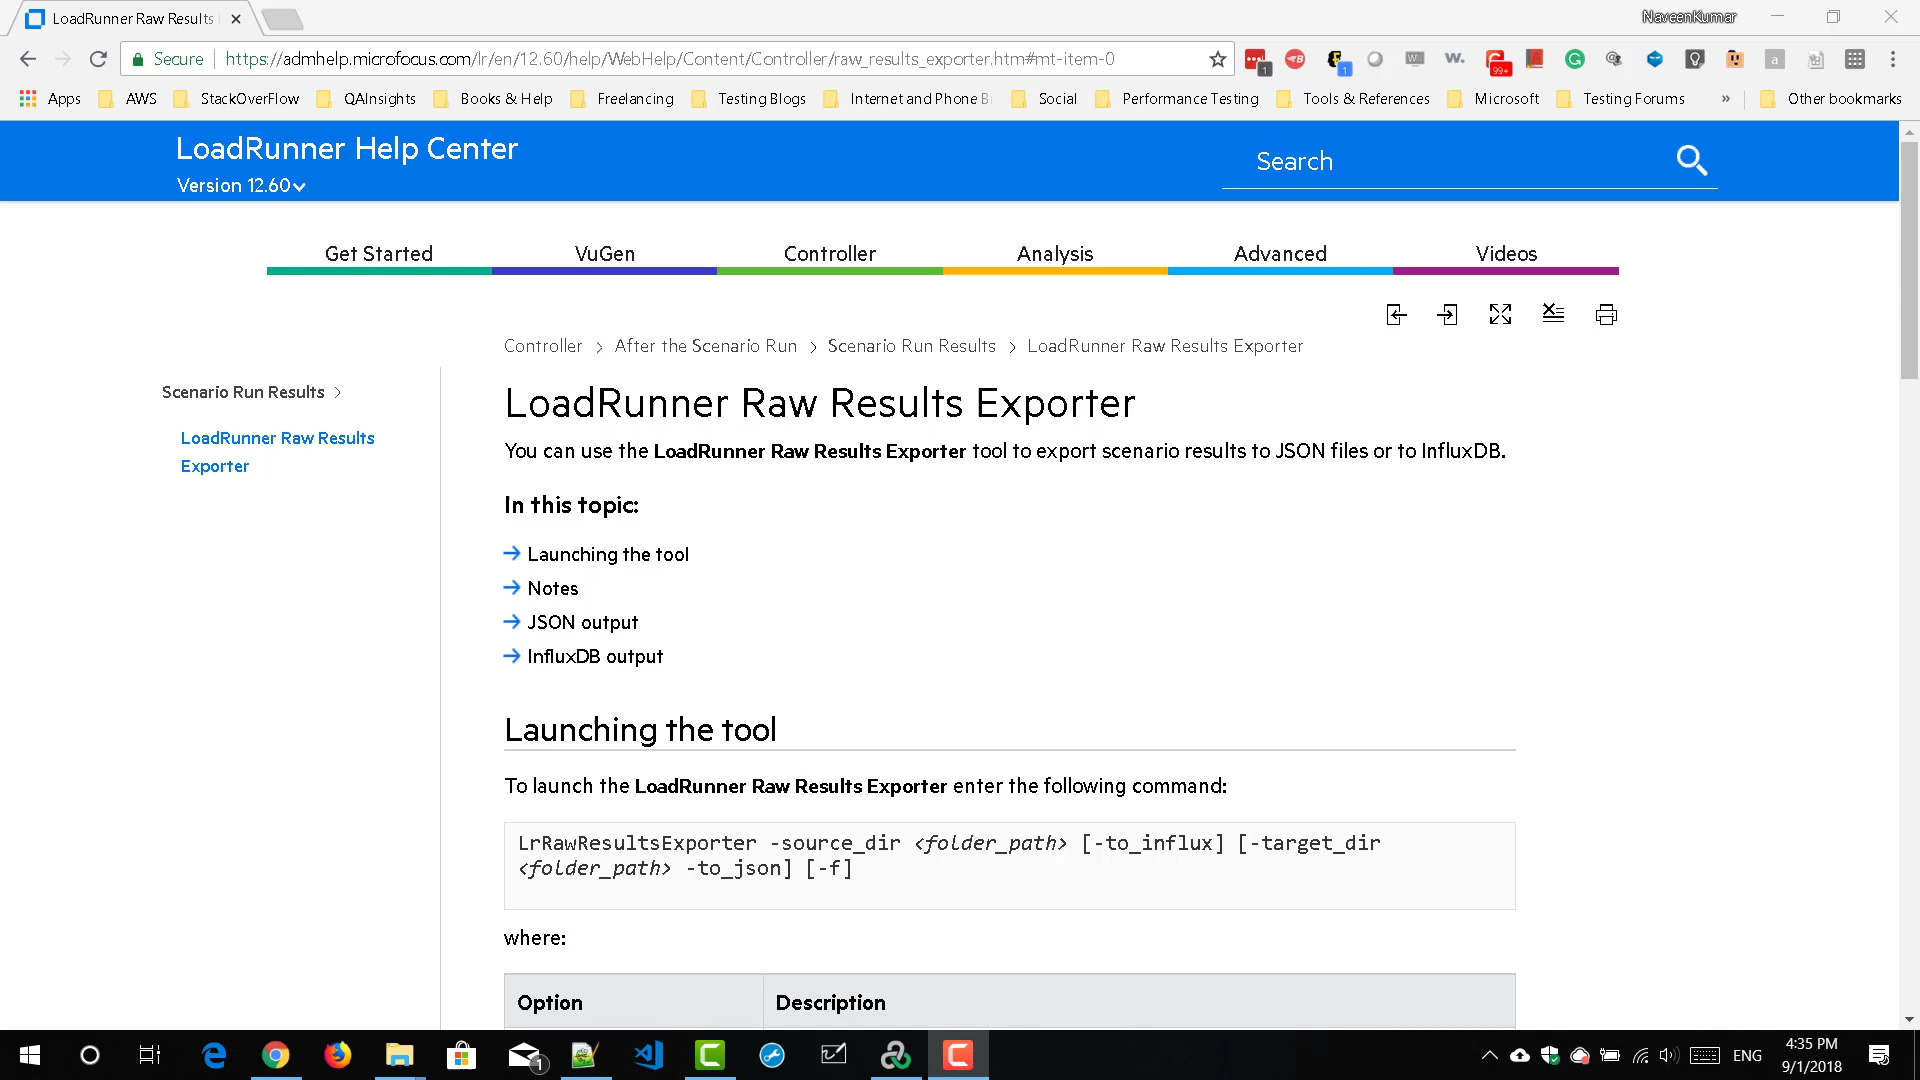 LoadRunner Raw Results
NaveenKumar
Secure
https://admhelp.microfocus.com/lr/en/12.60/help/WebHelp/Content/Controller/raw_results_exporter.htm#mt-item-0
1
1
99+
Apps
AWS
StackOverFlow
QAInsights
Books & Help
Freelancing
Testing Blogs
Internet and Phone B
Social
Performance Testing
Tools & References
Microsoft
Testing Forums
»
Other bookmarks
LoadRunner Help Center
Version 12.60
Search
Get Started
VuGen
Controller
Analysis
Advanced
Videos
Controller > After the Scenario Run > Scenario Run Results > LoadRunner Raw Results Exporter
Scenario Run Results >
LoadRunner Raw Results
Exporter
LoadRunner Raw Results Exporter
You can use the LoadRunner Raw Results Exporter tool to export scenario results to JSON files or to InfluxDB.
In this topic:
Launching the tool
Notes
JSON output
InfluxDB output
Launching the tool
To launch the LoadRunner Raw Results Exporter enter the following command:
LrRawResultsExporter -source_dir <folder_path> [-to_influx] [-target_dir
<folder_path> -to_json] [-f]
where:
Option
Description
1
ENG
4:35 PM
9/1/2018